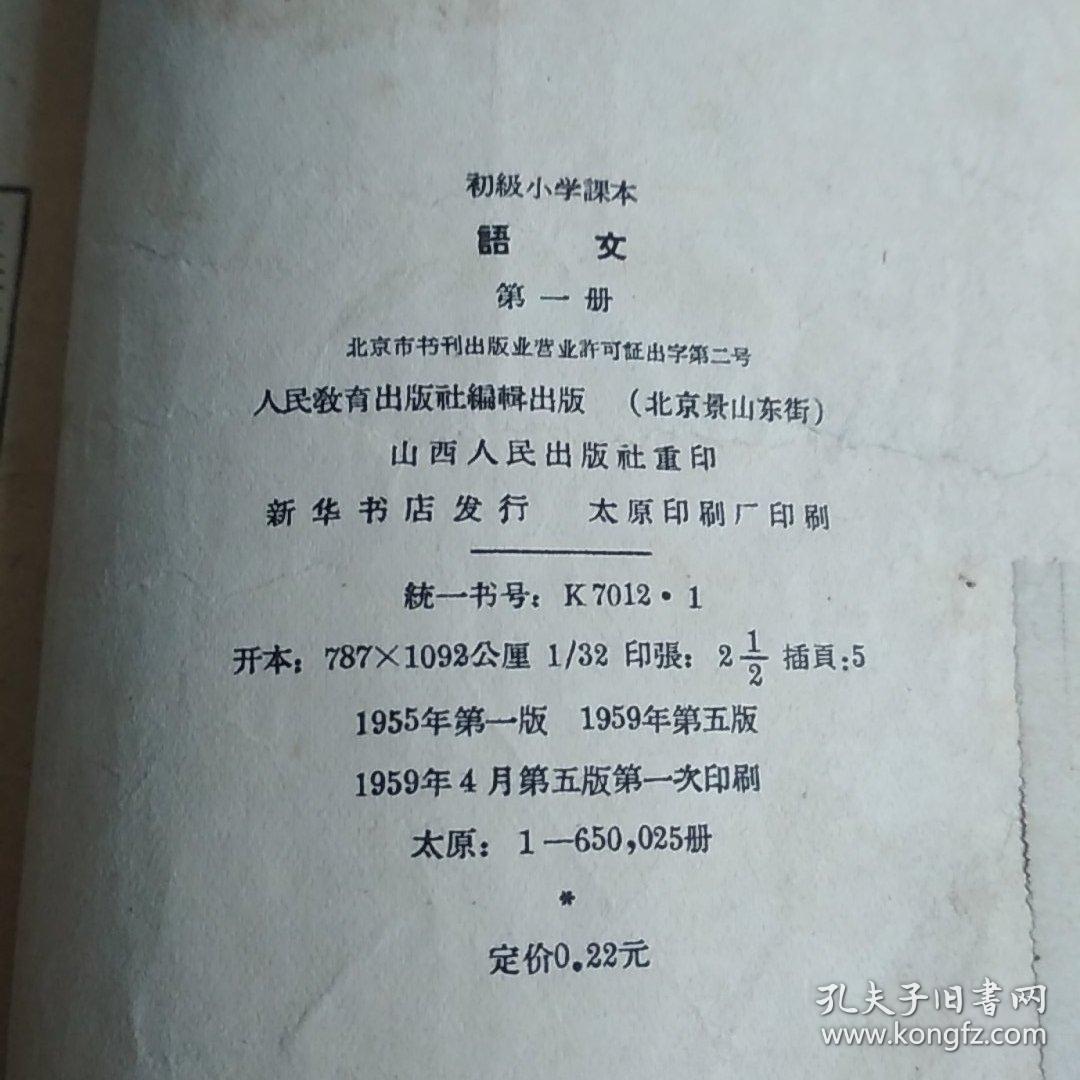 初級小学課本
語 文
第一册
北京市书刊出版业营业許可証出字第二号
人民教育出版社編輯出版 (北京景山东街)
山西人民出版社重印
新华书店发行 太原印刷厂印刷
統一书号: K7012·1
开本: 787×1092公厘 1/32 印張: 2 1/2 插頁:5
1955年第一版 1959年第五版
1959年4月第五版第一次印刷
太原: 1—650,025册
*
定价0.22元
孔夫子旧书网
www.kongfz.com